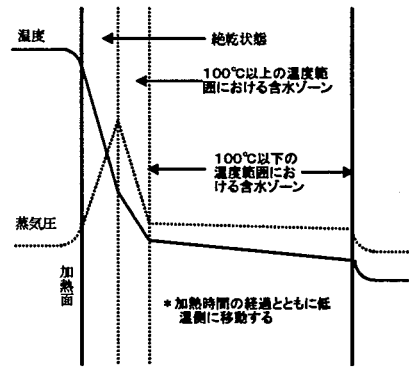 温度
絶乾状態
100℃以上の温度範
囲における含水ゾーン
100℃以下の
温度範囲にお
ける含水ゾーン
蒸気圧
加熱面
*加熱時間の経過とともに低
温側に移動する